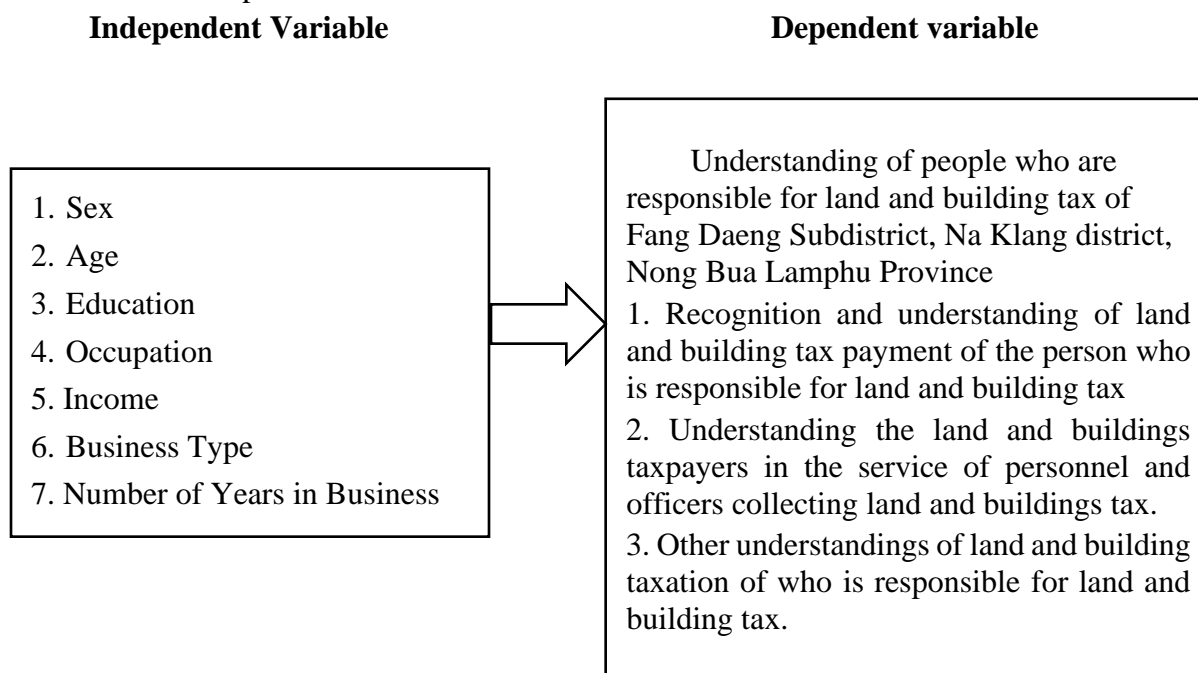 Independent Variable
Dependent variable
1. Sex
2. Age
3. Education
4. Occupation
5. Income
6. Business Type
7. Number of Years in Business
Understanding of people who are
responsible for land and building tax of
Fang Daeng Subdistrict, Na Klang district,
Nong Bua Lamphu Province
1. Recognition and understanding of land
and building tax payment of the person who
is responsible for land and building tax
2. Understanding the land and buildings
taxpayers in the service of personnel and
officers collecting land and buildings tax.
3. Other understandings of land and building
taxation of who is responsible for land and
building tax.